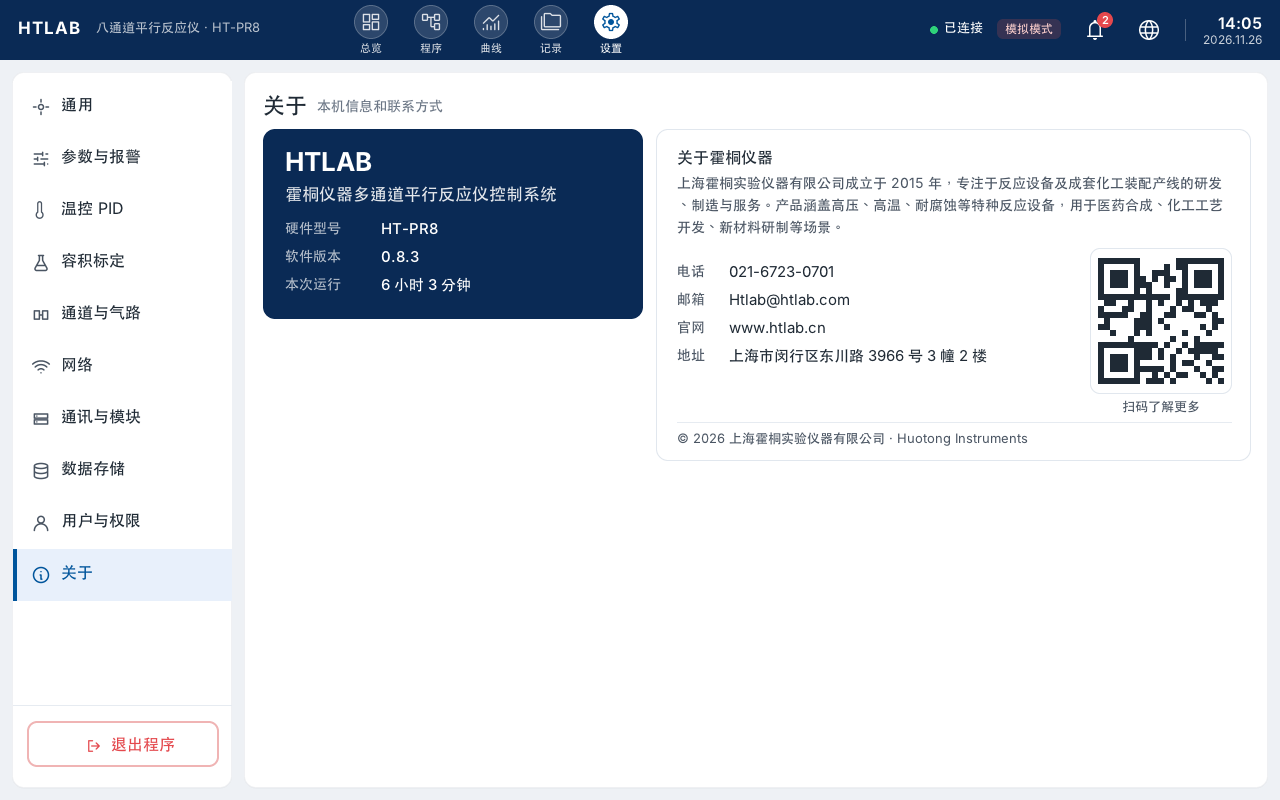 HTLAB 八通道平行反应仪 · HT-PR8
总览
程序
曲线
记录
设置
已连接
模拟模式
2
14:05
2026.11.26
通用
参数与报警
温控 PID
容积标定
通道与气路
网络
通讯与模块
数据存储
用户与权限
关于
退出程序
关于 本机信息和联系方式
HTLAB
霍桐仪器多通道平行反应仪控制系统
硬件型号 HT-PR8
软件版本 0.8.3
本次运行 6 小时 3 分钟
关于霍桐仪器
上海霍桐实验仪器有限公司成立于 2015 年，专注于反应设备及成套化工装配产线的研发
、制造与服务。产品涵盖高压、高温、耐腐蚀等特种反应设备，用于医药合成、化工工艺
开发、新材料研制等场景。
电话 021-6723-0701
邮箱 Htlab@htlab.com
官网 www.htlab.cn
地址 上海市闵行区东川路 3966 号 3 幢 2 楼
扫码了解更多
© 2026 上海霍桐实验仪器有限公司 · Huotong Instruments